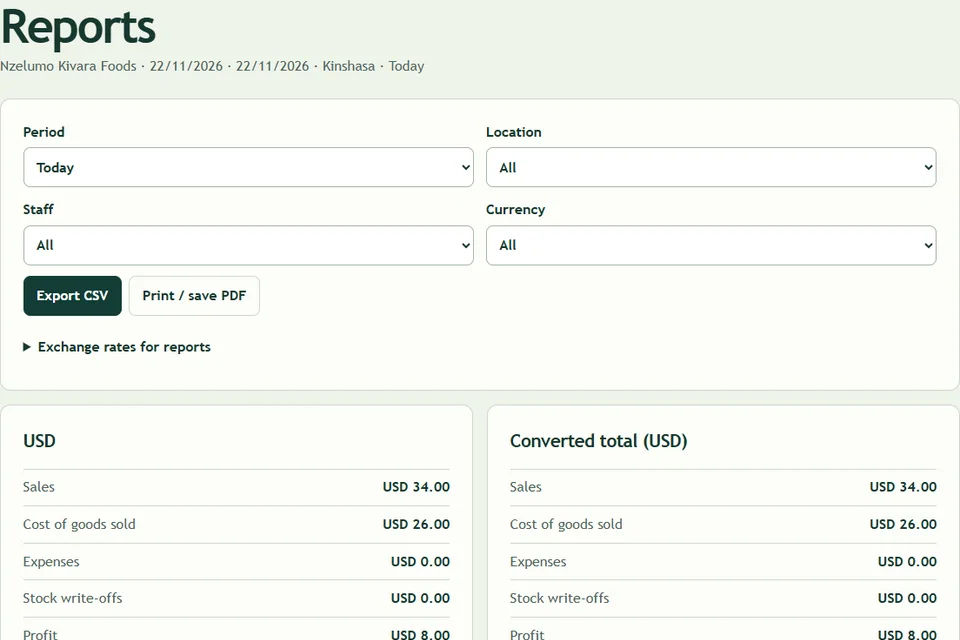 Reports
Nzelumo Kivara Foods · 22/11/2026 · 22/11/2026 · Kinshasa · Today
Period
Location
Today
All
Staff
Currency
All
All
Export CSV
Print / save PDF
Exchange rates for reports
USD
Sales USD 34.00
Cost of goods sold USD 26.00
Expenses USD 0.00
Stock write-offs USD 0.00
Profit USD 8.00
Converted total (USD)
Sales USD 34.00
Cost of goods sold USD 26.00
Expenses USD 0.00
Stock write-offs USD 0.00
Profit USD 8.00